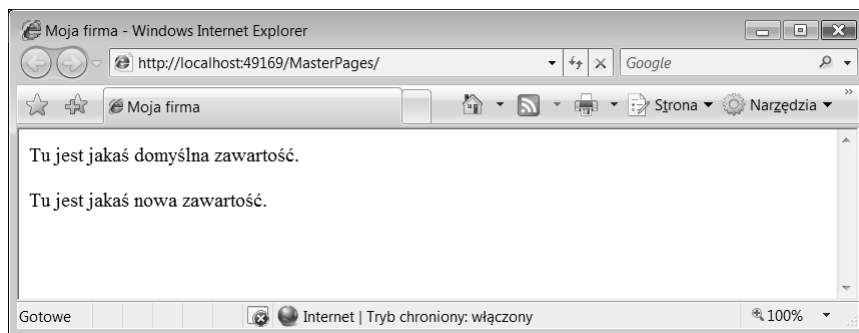 Moja firma - Windows Internet Explorer
http://localhost:49169/MasterPages/
Google
Moja firma
Strona
Narzędzia
Tu jest jakaś domyślna zawartość.
Tu jest jakaś nowa zawartość.
Gotowe
Internet | Tryb chroniony: włączony
100%